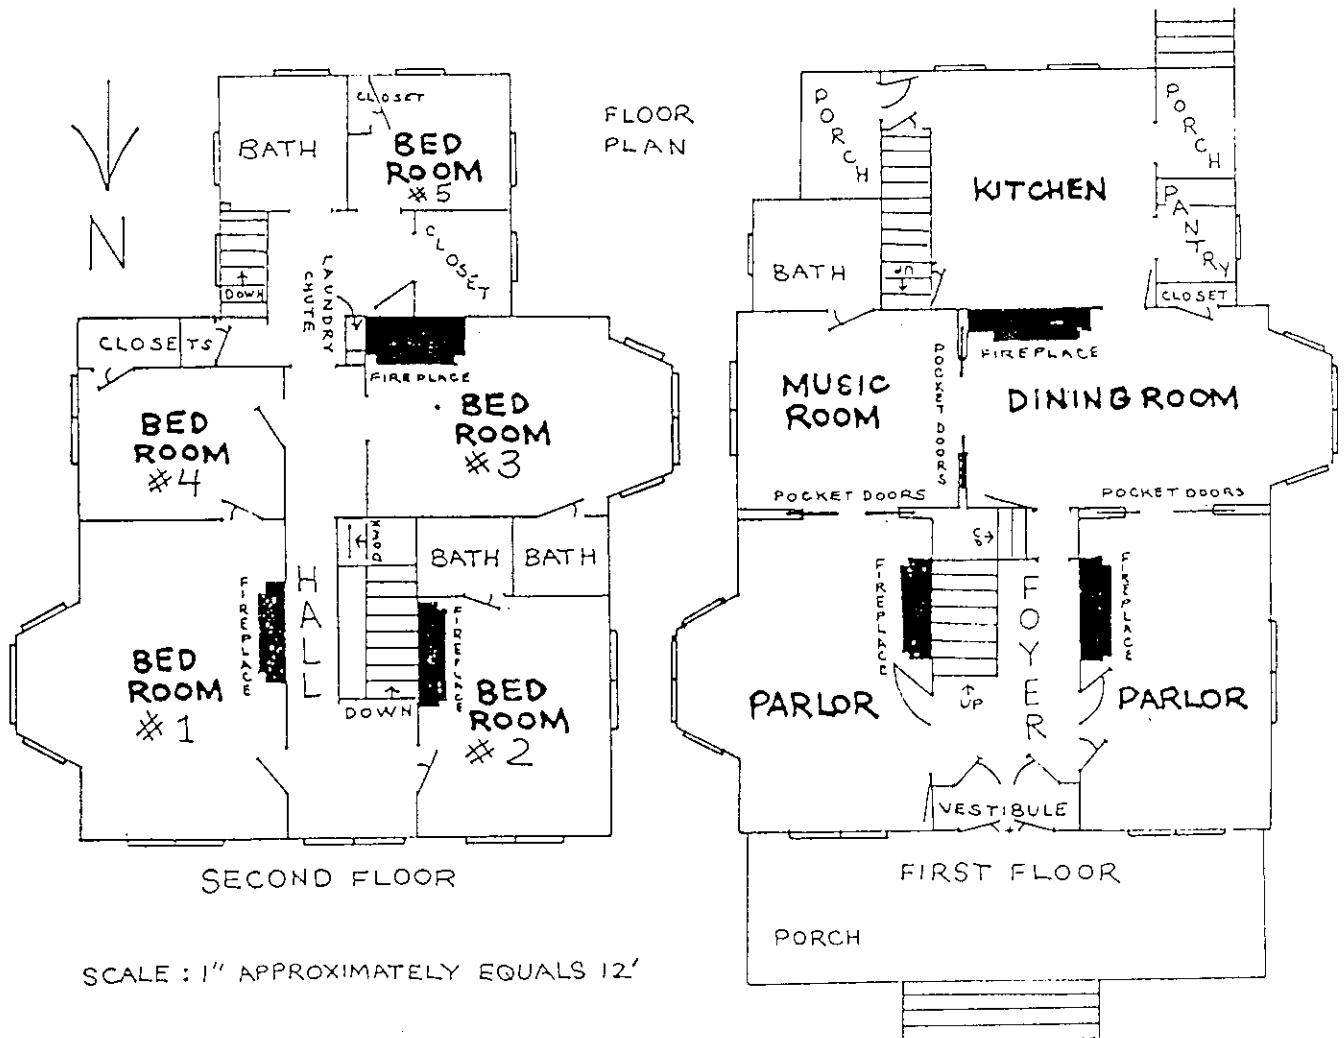 FLOOR
PLAN
N
BATH
CLOSET
BED
ROOM
#5
CLOSET
DOWN
LAUNDRY
CHUTE
CLOSETS
FIREPLACE
BED
ROOM
#4
BED
ROOM
#3
DOWN
BATH
BATH
HALL
FIREPLACE
FIREPLACE
BED
ROOM
#1
DOWN
BED
ROOM
#2
SECOND FLOOR
SCALE : 1" APPROXIMATELY EQUALS 12'
PORCH
KITCHEN
PORCH
PANTRY
BATH
UP
CLOSET
FIREPLACE
MUSIC
ROOM
POCKET DOORS
DINING ROOM
POCKET DOORS
POCKET DOORS
UP
FIREPLACE
FOYER
FIREPLACE
PARLOR
UP
PARLOR
VESTIBULE
FIRST FLOOR
PORCH